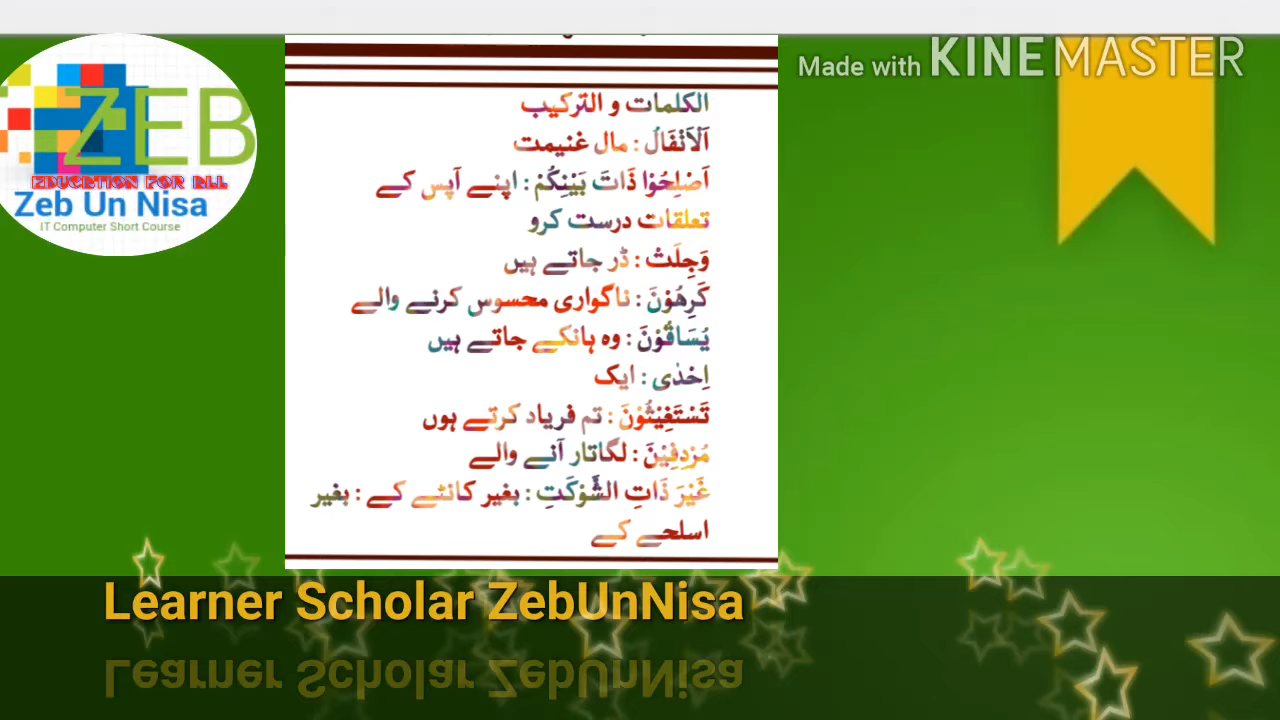 Made with KINEMASTER
ZEB
EDUCATION FOR ALL
Zeb Un Nisa
IT Computer Short Course
الکلمات و الترکیب
اَلْاَنْفَالُ : مال غنیمت
اَصْلِحُوْا ذَاتَ بَیْنِکُمْ : اپنے آپس کے
تعلقات درست کرو
وَجِلَتْ : ڈر جاتے ہیں
کَرِھُوْنَ : ناگواری محسوس کرنے والے
یُسَاقُوْنَ : وہ ہانکے جاتے ہیں
اِحْدٰی : ایک
تَسْتَغِیْثُوْنَ : تم فریاد کرتے ہوں
مُرْدِفِیْنَ : لگاتار آنے والے
غَیْرَ ذَاتِ الشَّوْکَتِ : بغیر کانٹے کے : بغیر
اسلحے کے
Learner Scholar ZebUnNisa